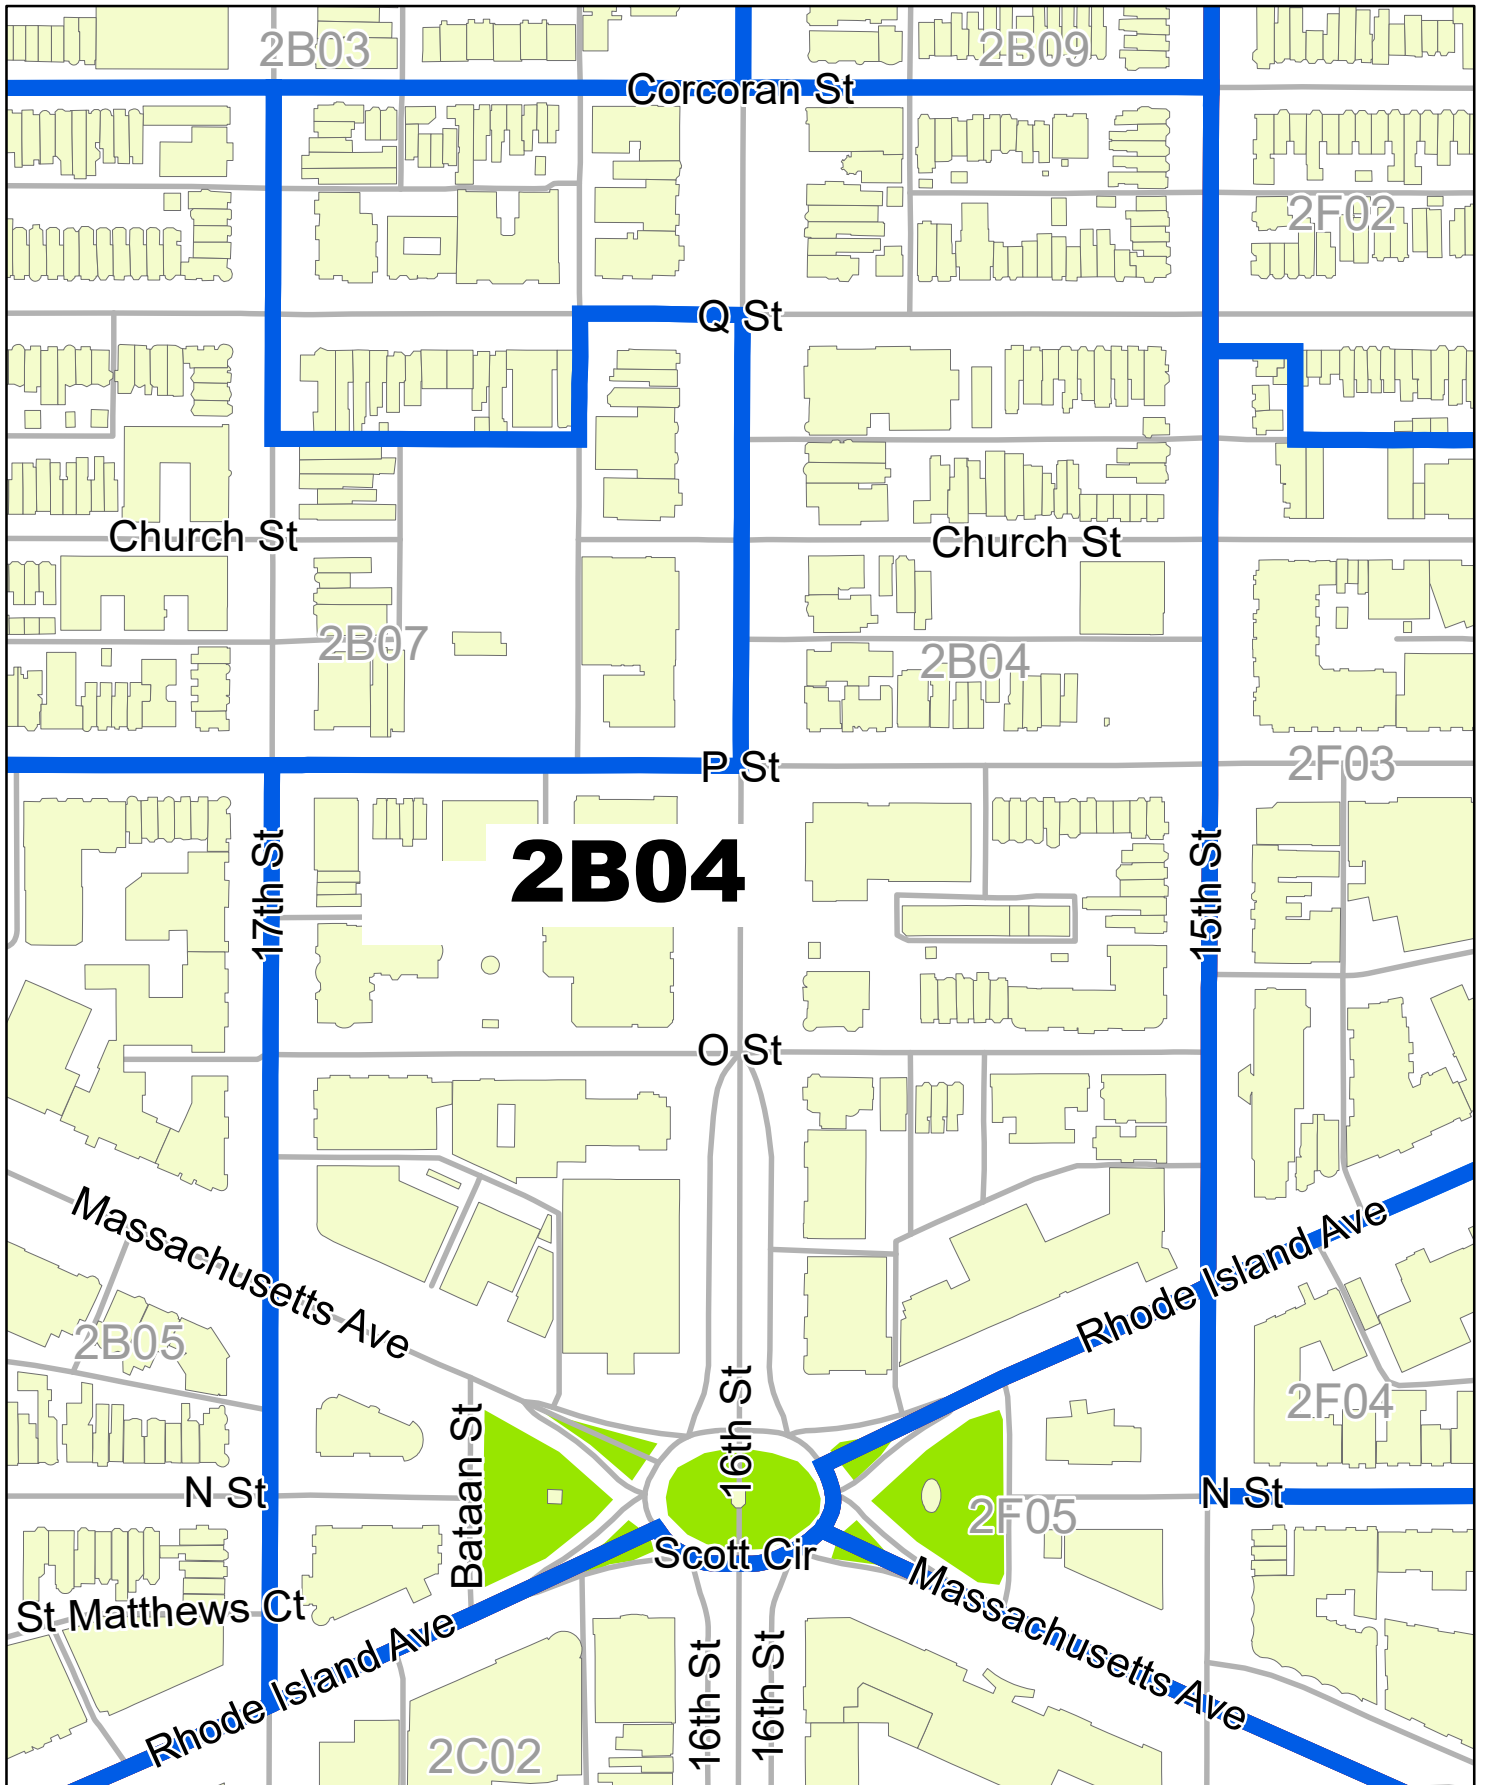 2B03
2B09
Corcoran St
2F02
Q St
Church St
Church St
2B07
2B04
P St
2F03
17th St
2B04
15th St
O St
Massachusetts Ave
Rhode Island Ave
2B05
16th St
2F04
Bataan St
N St
N St
2F05
Scott Cir
Massachusetts Ave
St Matthews Ct
Rhode Island Ave
16th St
16th St
2C02